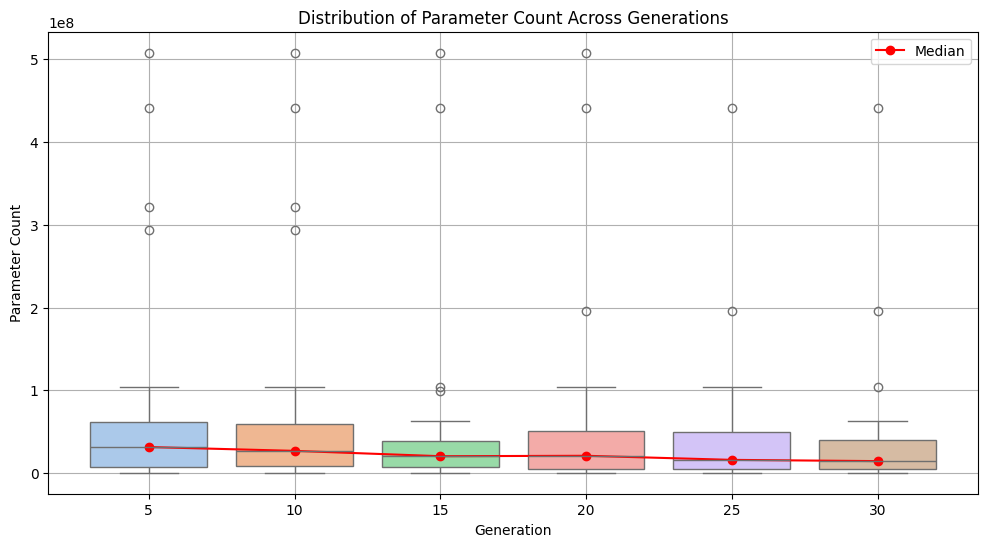 Distribution of Parameter Count Across Generations
1e8
Median
5
4
3
2
1
0
Parameter Count
5 10 15 20 25 30
Generation